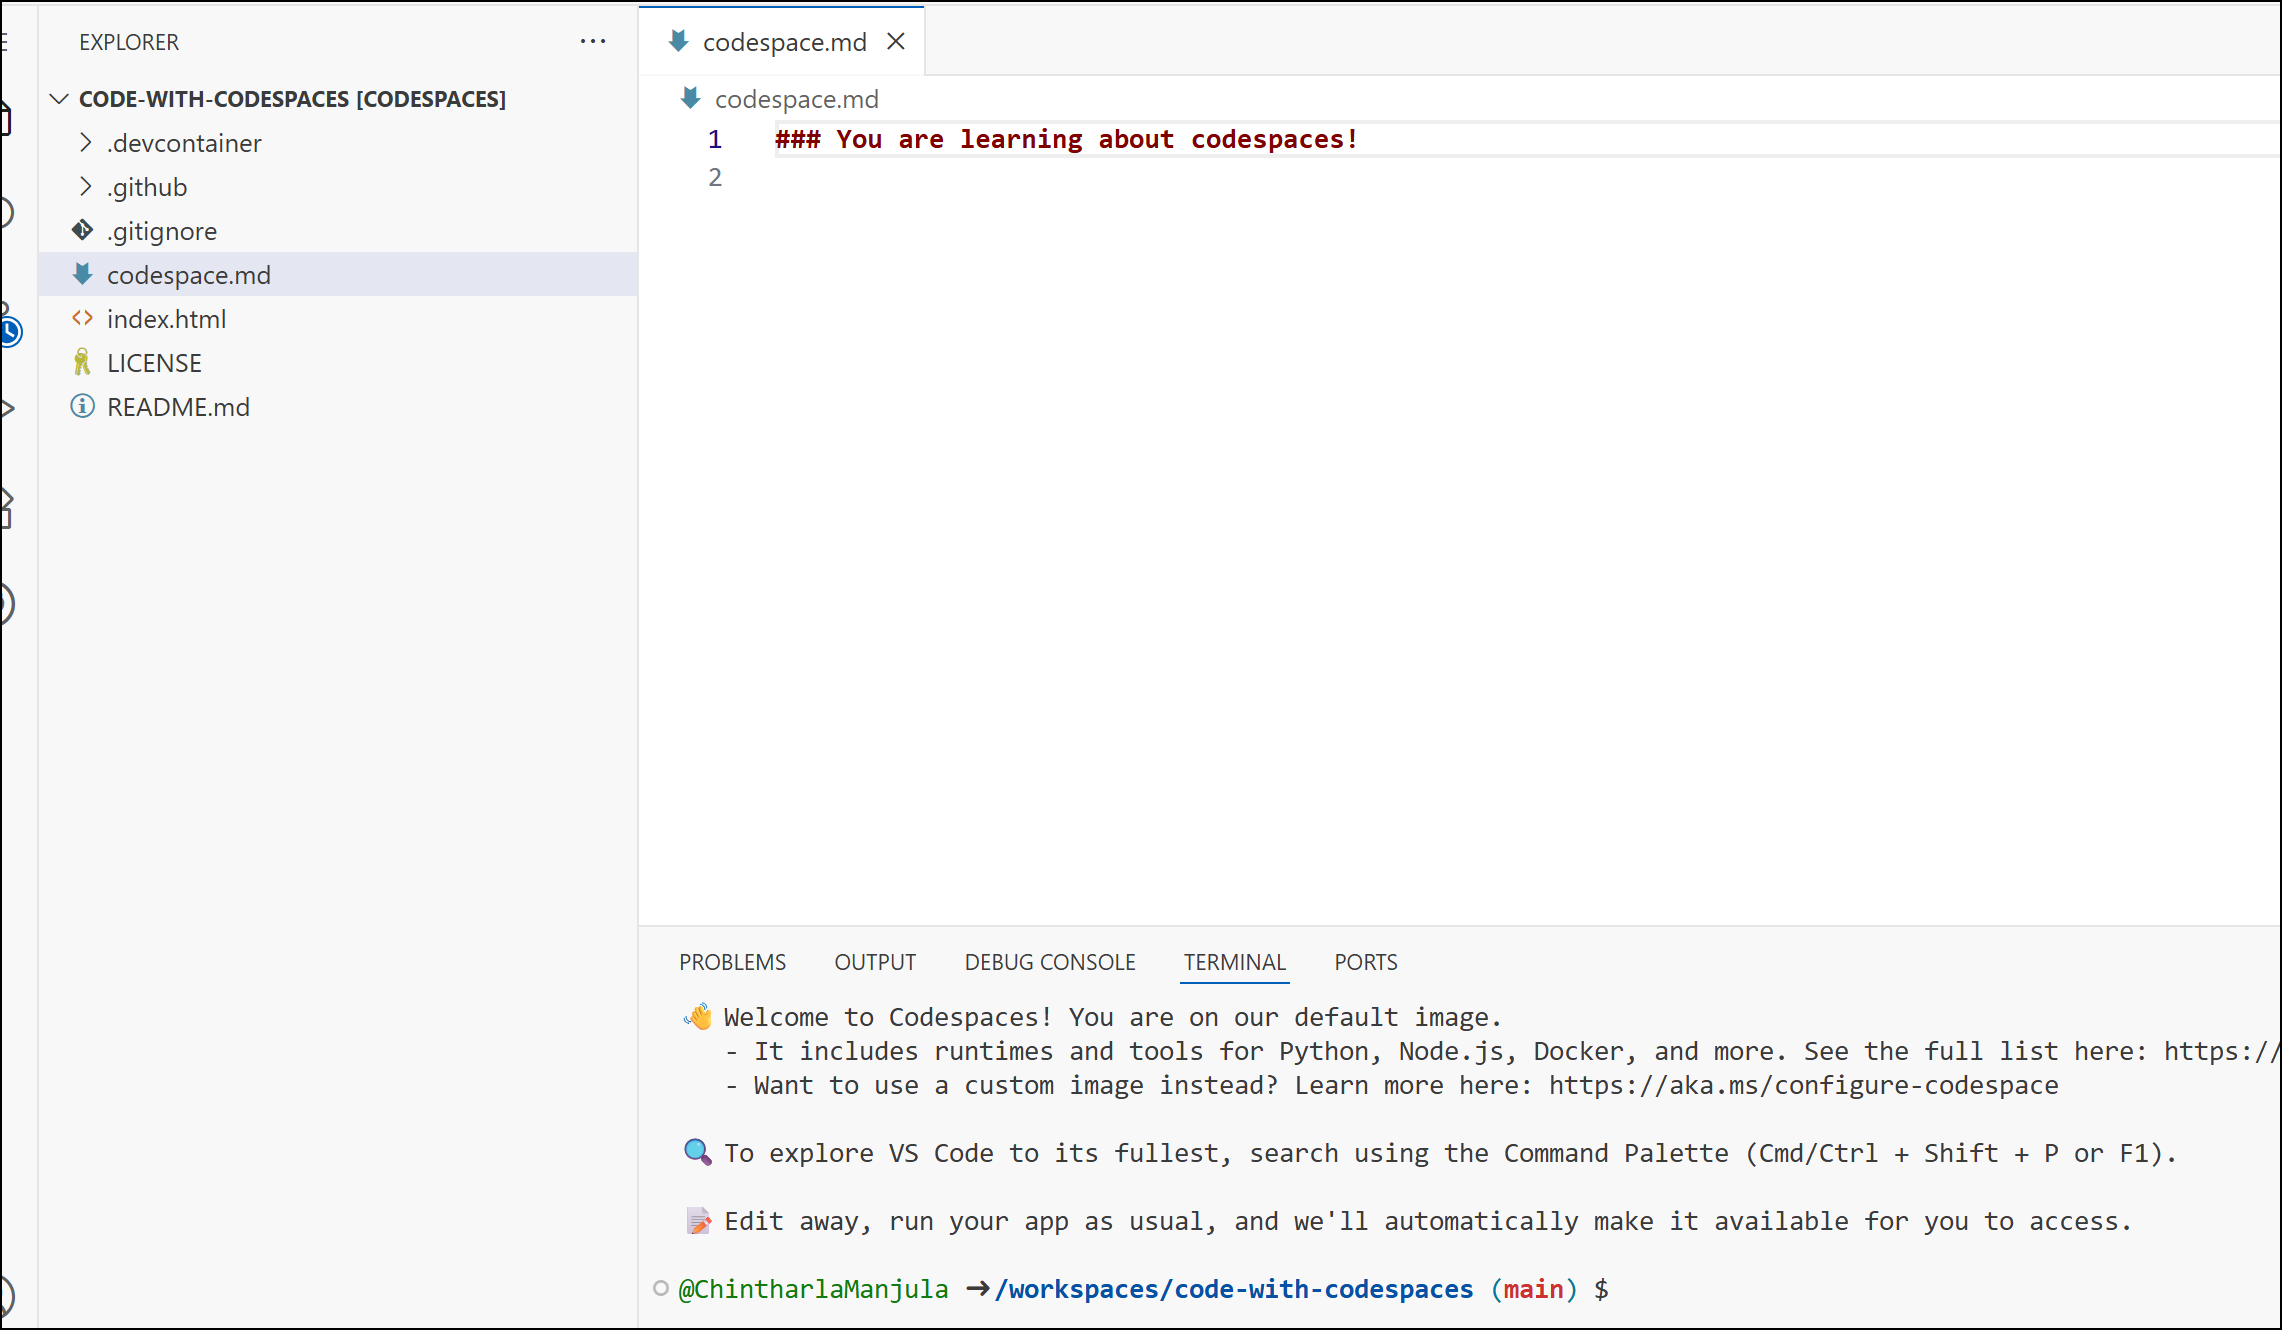 EXPLORER
CODE-WITH-CODESPACES [CODESPACES]
.devcontainer
.github
.gitignore
codespace.md
index.html
LICENSE
README.md
codespace.md
codespace.md
1 ### You are learning about codespaces!
2
PROBLEMS OUTPUT DEBUG CONSOLE TERMINAL PORTS
👋 Welcome to Codespaces! You are on our default image.
- It includes runtimes and tools for Python, Node.js, Docker, and more. See the full list here: https://
- Want to use a custom image instead? Learn more here: https://aka.ms/configure-codespace
🔍 To explore VS Code to its fullest, search using the Command Palette (Cmd/Ctrl + Shift + P or F1).
📝 Edit away, run your app as usual, and we'll automatically make it available for you to access.
@ChintharlaManjula ➜ /workspaces/code-with-codespaces (main) $